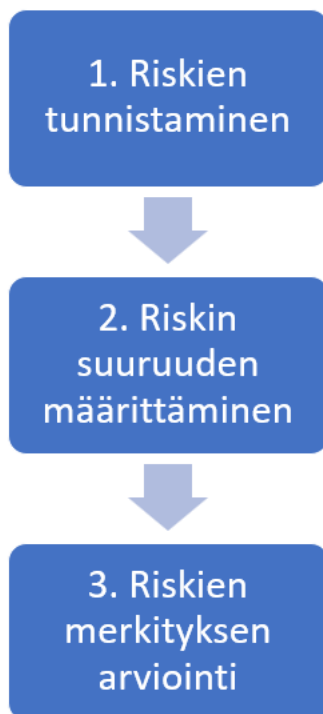 1. Riskien
tunnistaminen
2. Riskin
suuruuden
määrittäminen
3. Riskien
merkityksen
arviointi